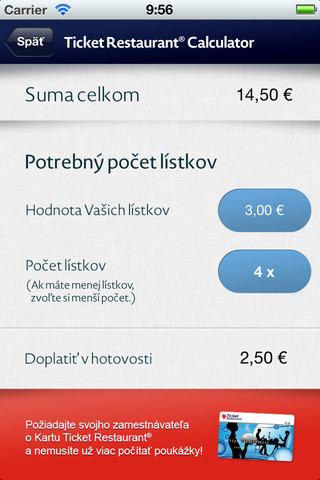 Carrier 9:56
Späť Ticket Restaurant® Calculator
Suma celkom 14,50 €
Potrebný počet lístkov
Hodnota Vašich lístkov 3,00 €
Počet lístkov 4 x
(Ak máte menej lístkov,
zvoľte si menší počet.)
Doplatiť v hotovosti 2,50 €
Požiadajte svojho zamestnávateľa
o Kartu Ticket Restaurant®
a nemusíte už viac počítať poukážky!
Ticket
Restaurant